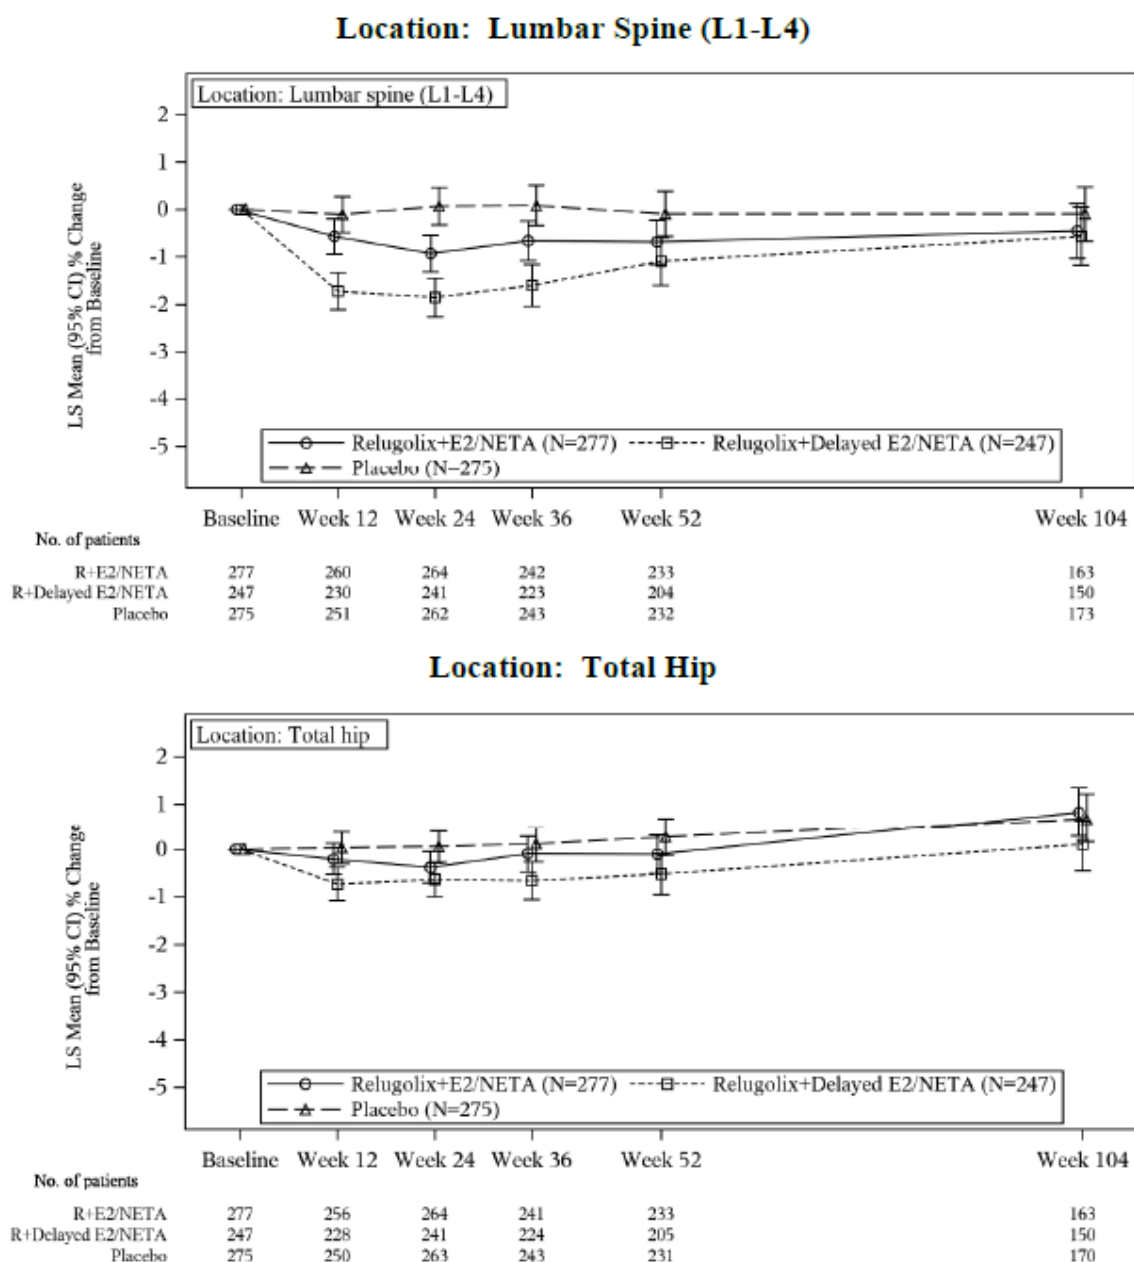 Location: Lumbar Spine (L1-L4)
Location: Lumbar spine (L1-L4)
2
1
0
-1
-2
-3
-4
-5
LS Mean (95% CI) % Change
from Baseline
Relugolix+E2/NETA (N=277) Relugolix+Delayed E2/NETA (N=247)
Placebo (N=275)
Baseline Week 12 Week 24 Week 36 Week 52 Week 104
No. of patients
R+E2/NETA 277 260 264 242 233 163
R+Delayed E2/NETA 247 230 241 223 204 150
Placebo 275 251 262 243 232 173
Location: Total Hip
Location: Total hip
2
1
0
-1
-2
-3
-4
-5
LS Mean (95% CI) % Change
from Baseline
Relugolix+E2/NETA (N=277) Relugolix+Delayed E2/NETA (N=247)
Placebo (N=275)
Baseline Week 12 Week 24 Week 36 Week 52 Week 104
No. of patients
R+E2/NETA 277 256 264 241 233 163
R+Delayed E2/NETA 247 228 241 224 205 150
Placebo 275 250 263 243 231 170